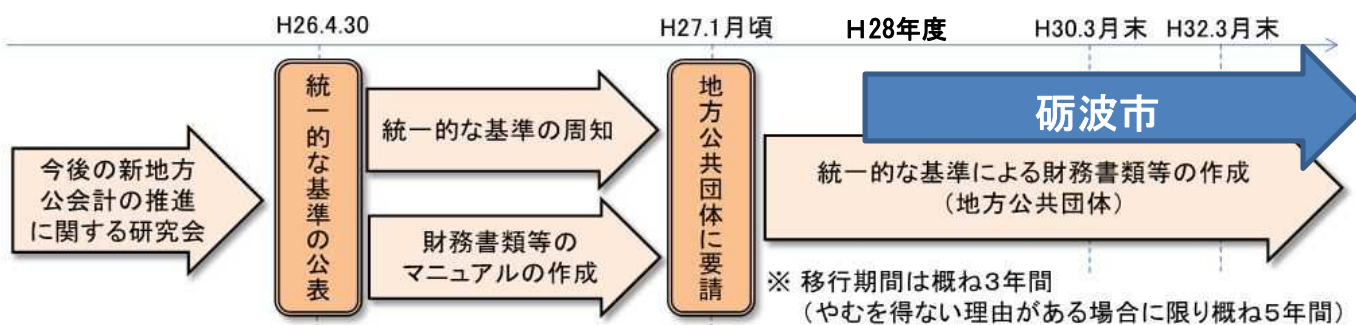 H26.4.30
H27.1月頃
H28年度
H30.3月末
H32.3月末
今後の新地方
公会計の推進
に関する研究会
統一的な基準の公表
統一的な基準の周知
財務書類等の
マニュアルの作成
地方公共団体に要請
砺波市
統一的な基準による財務書類等の作成
（地方公共団体）
※ 移行期間は概ね3年間
（やむを得ない理由がある場合に限り概ね5年間）